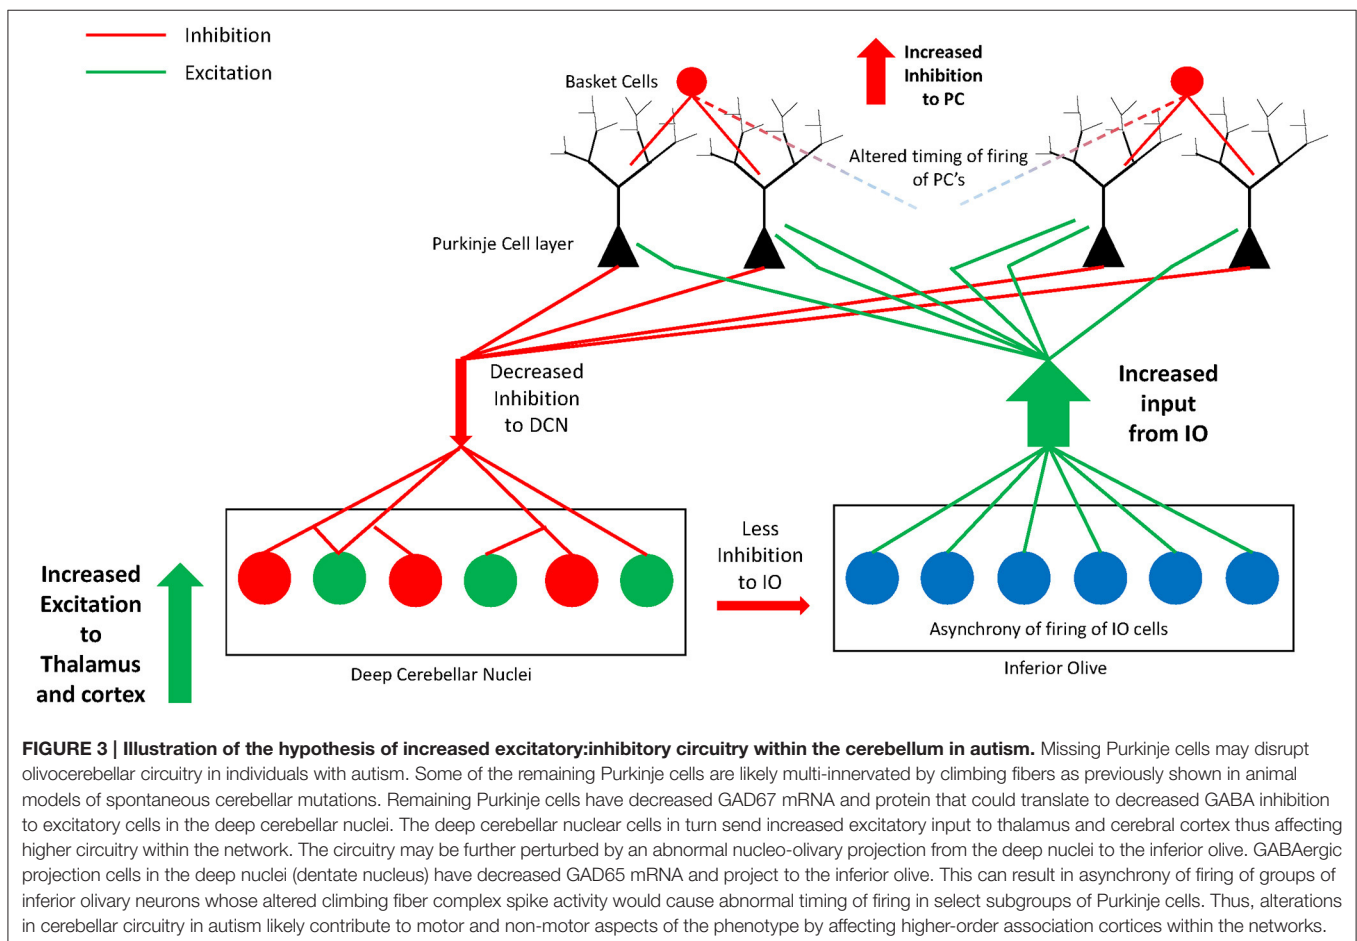 Inhibition
Excitation
Basket Cells
Increased
Inhibition
to PC
Altered timing of firing
of PC's
Purkinje Cell layer
Decreased
Inhibition
to DCN
Increased
input
from IO
Less
Inhibition
to IO
Increased
Excitation
to
Thalamus
and cortex
Asynchrony of firing of IO cells
Deep Cerebellar Nuclei
Inferior Olive
FIGURE 3 | Illustration of the hypothesis of increased excitatory:inhibitory circuitry within the cerebellum in autism. Missing Purkinje cells may disrupt
olivocerebellar circuitry in individuals with autism. Some of the remaining Purkinje cells are likely multi-innervated by climbing fibers as previously shown in animal
models of spontaneous cerebellar mutations. Remaining Purkinje cells have decreased GAD67 mRNA and protein that could translate to decreased GABA inhibition
to excitatory cells in the deep cerebellar nuclei. The deep cerebellar nuclear cells in turn send increased excitatory input to thalamus and cerebral cortex thus affecting
higher circuitry within the network. The circuitry may be further perturbed by an abnormal nucleo-olivary projection from the deep nuclei to the inferior olive. GABAergic
projection cells in the deep nuclei (dentate nucleus) have decreased GAD65 mRNA and project to the inferior olive. This can result in asynchrony of firing of groups of
inferior olivary neurons whose altered climbing fiber complex spike activity would cause abnormal timing of firing in select subgroups of Purkinje cells. Thus, alterations
in cerebellar circuitry in autism likely contribute to motor and non-motor aspects of the phenotype by affecting higher-order association cortices within the networks.